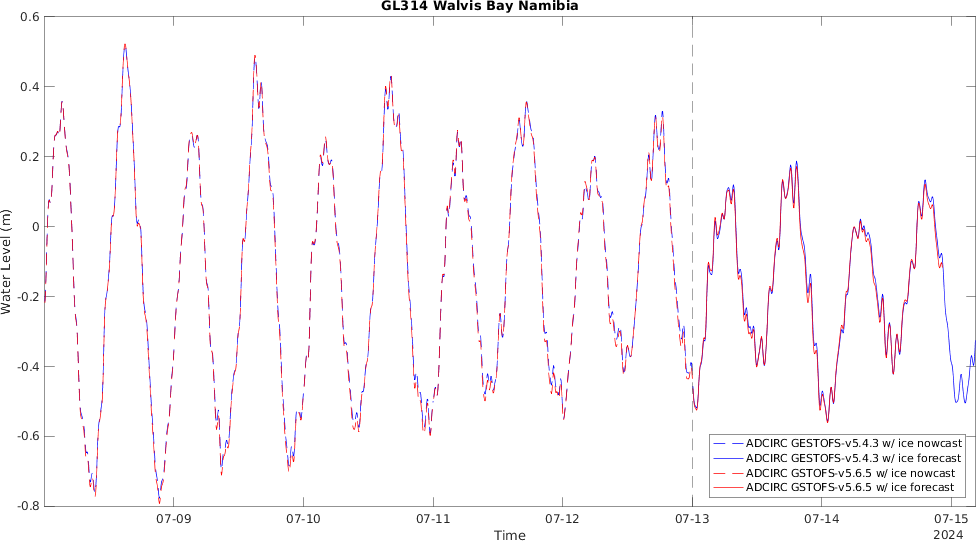 GL314 Walvis Bay Namibia
0.6
0.4
0.2
0
-0.2
-0.4
-0.6
-0.8
Water Level (m)
07-09
07-10
07-11
07-12
07-13
07-14
07-15
Time
2024
ADCIRC GESTOFS-v5.4.3 w/ ice nowcast
ADCIRC GESTOFS-v5.4.3 w/ ice forecast
ADCIRC GSTOFS-v5.6.5 w/ ice nowcast
ADCIRC GSTOFS-v5.6.5 w/ ice forecast